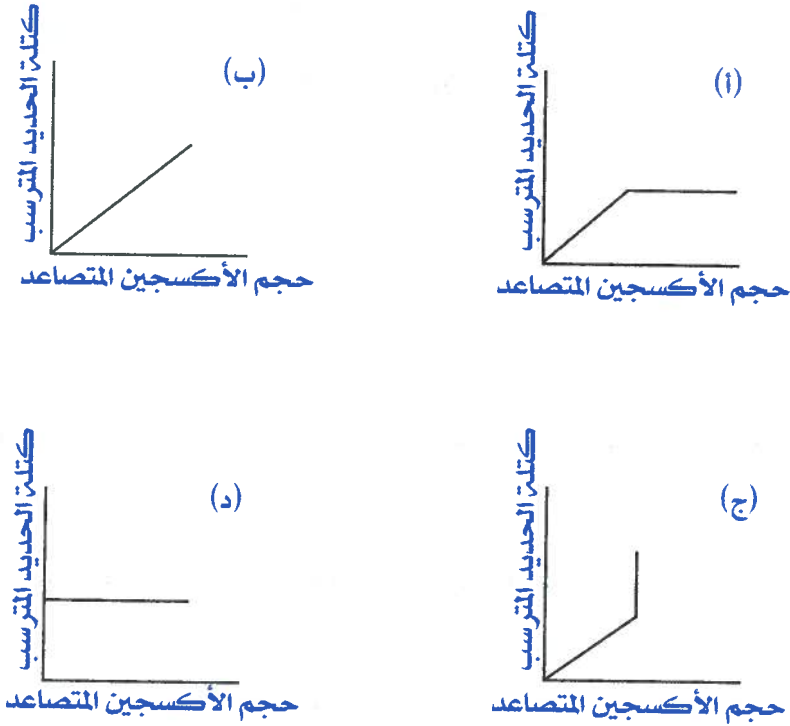 (أ)
كتلة الحديد المترسب
حجم الأكسجين المتصاعد
(ب)
كتلة الحديد المترسب
حجم الأكسجين المتصاعد
(ج)
كتلة الحديد المترسب
حجم الأكسجين المتصاعد
(د)
كتلة الحديد المترسب
حجم الأكسجين المتصاعد